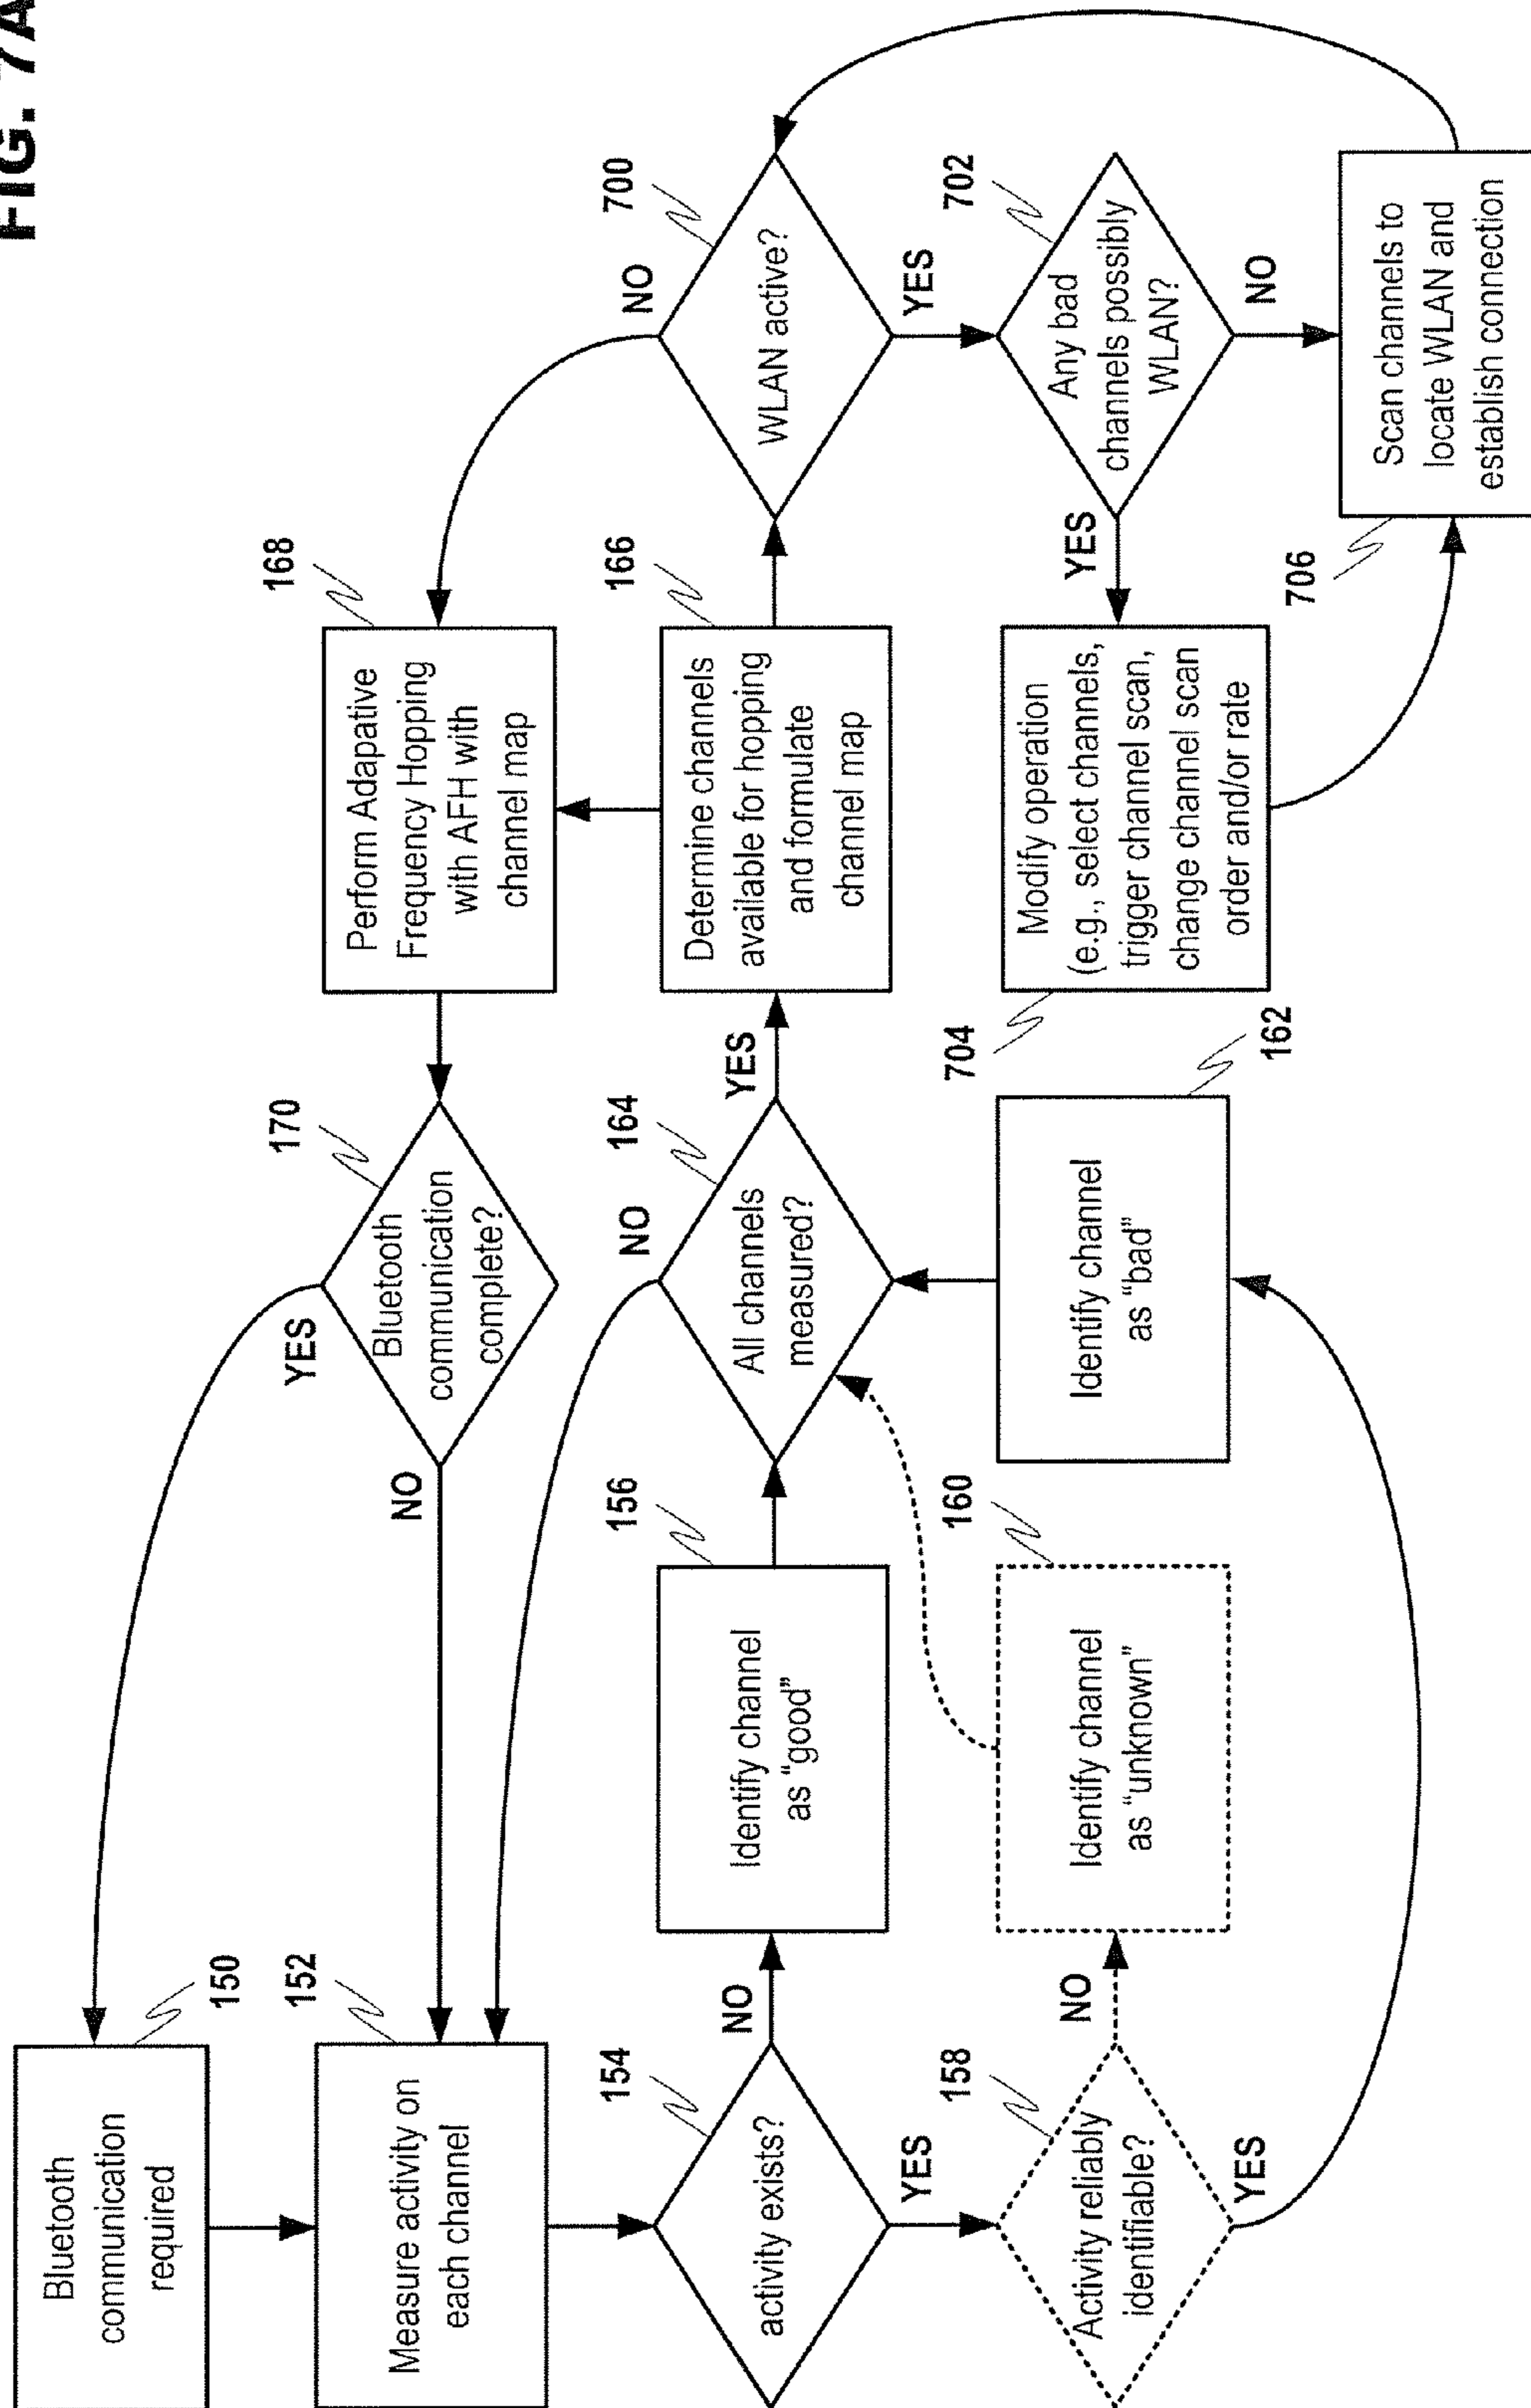 FIG. 7A
Bluetooth
communication
required
150
Measure activity on
each channel
152
activity exists?
154
NO
YES
Identify channel
as "good"
156
Activity reliably
identifiable?
158
NO
YES
Identify channel
as "unknown"
160
Identify channel
as "bad"
162
All channels
measured?
164
NO
YES
Determine channels
available for hopping
and formulate
channel map
166
Perform Adapative
Frequency Hopping
with AFH with
channel map
168
Bluetooth
communication
complete?
170
YES
NO
WLAN active?
700
NO
YES
Any bad
channels possibly
WLAN?
702
YES
NO
Modify operation
(e.g., select channels,
trigger channel scan,
change channel scan
order and/or rate
704
Scan channels to
locate WLAN and
establish connection
706